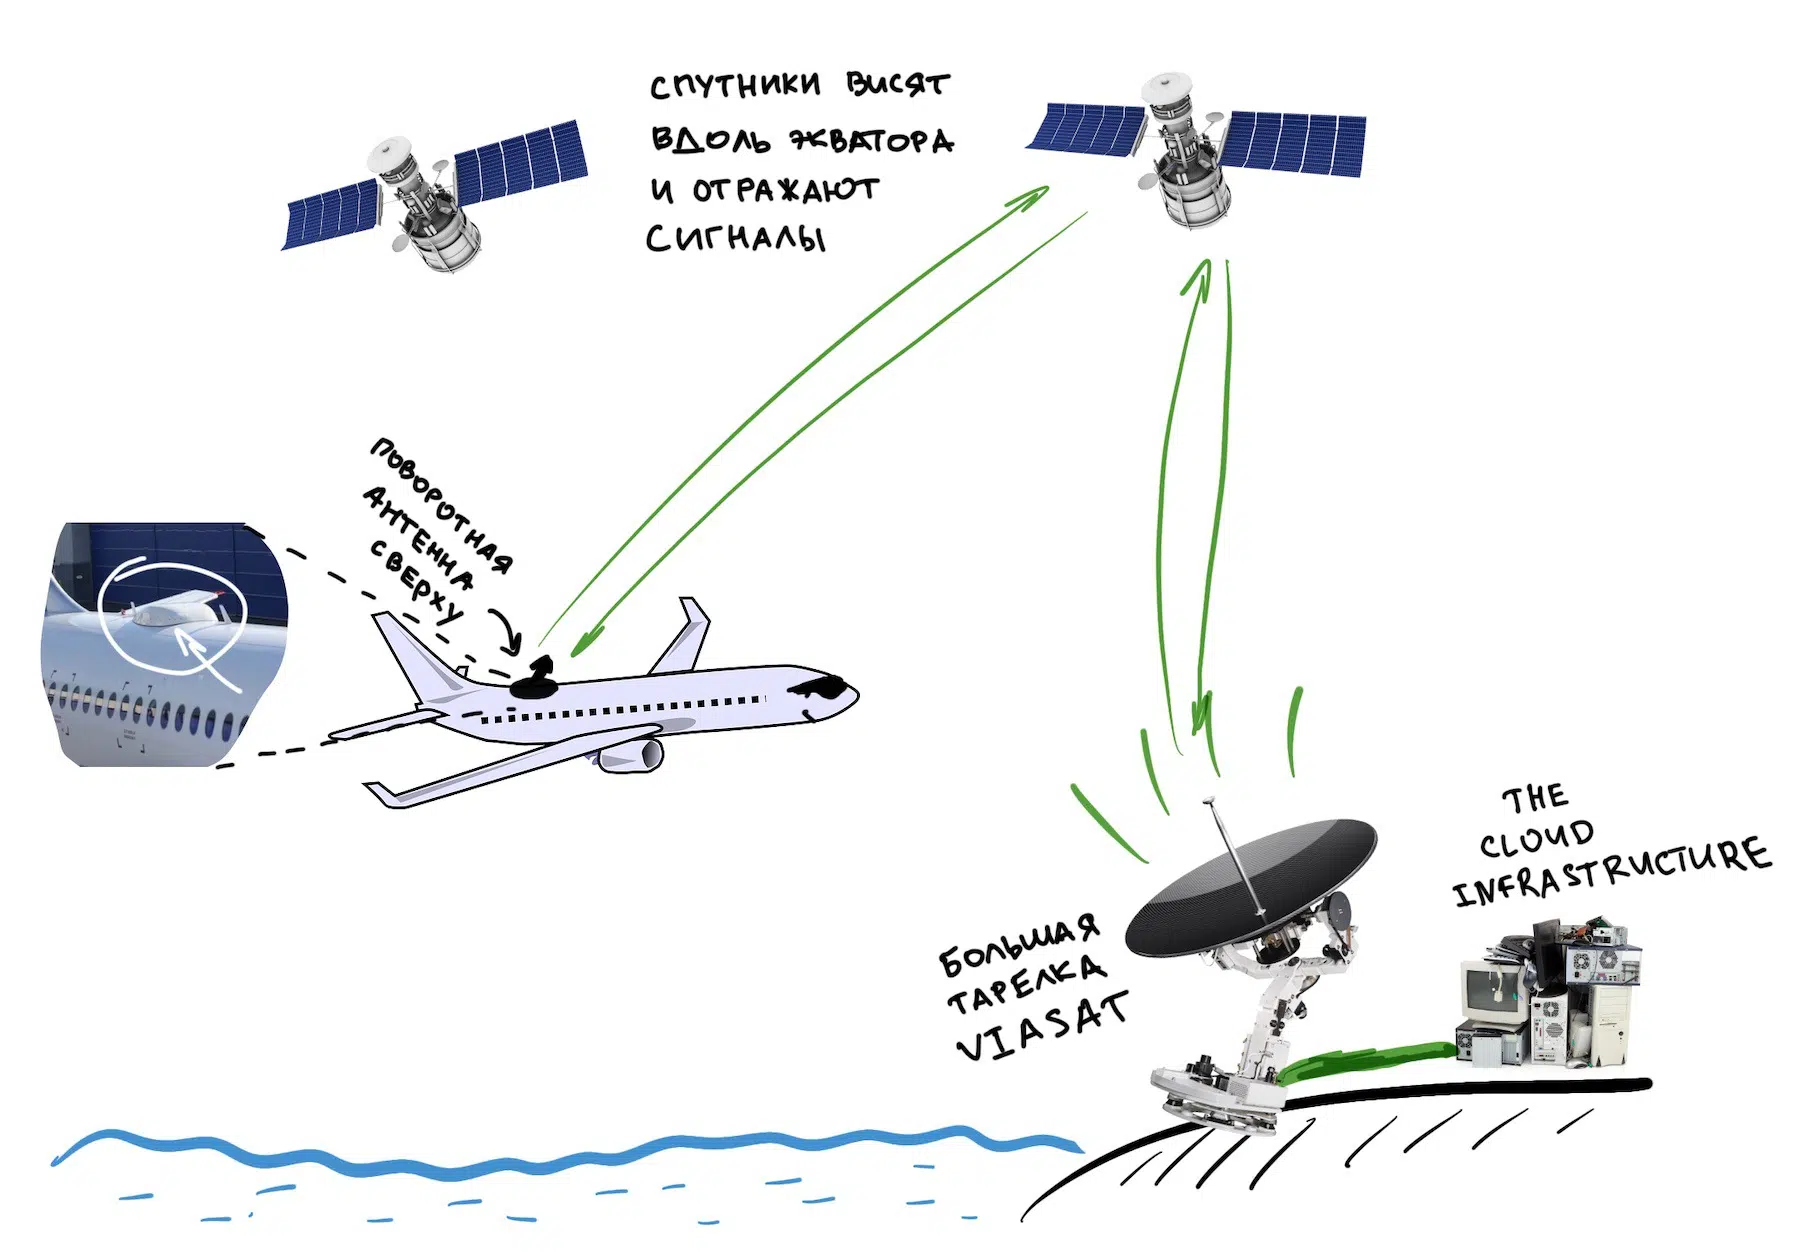 СПУТНИКИ ВИСЯТ
ВДОЛЬ ЭКВАТОРА
И ОТРАЖАЮТ
СИГНАЛЫ
ПОВОРОТНАЯ
АНТЕННА
СВЕРХУ
THE
CLOUD
INFRASTRUCTURE
БОЛЬШАЯ
ТАРЕЛКА
VIASAT